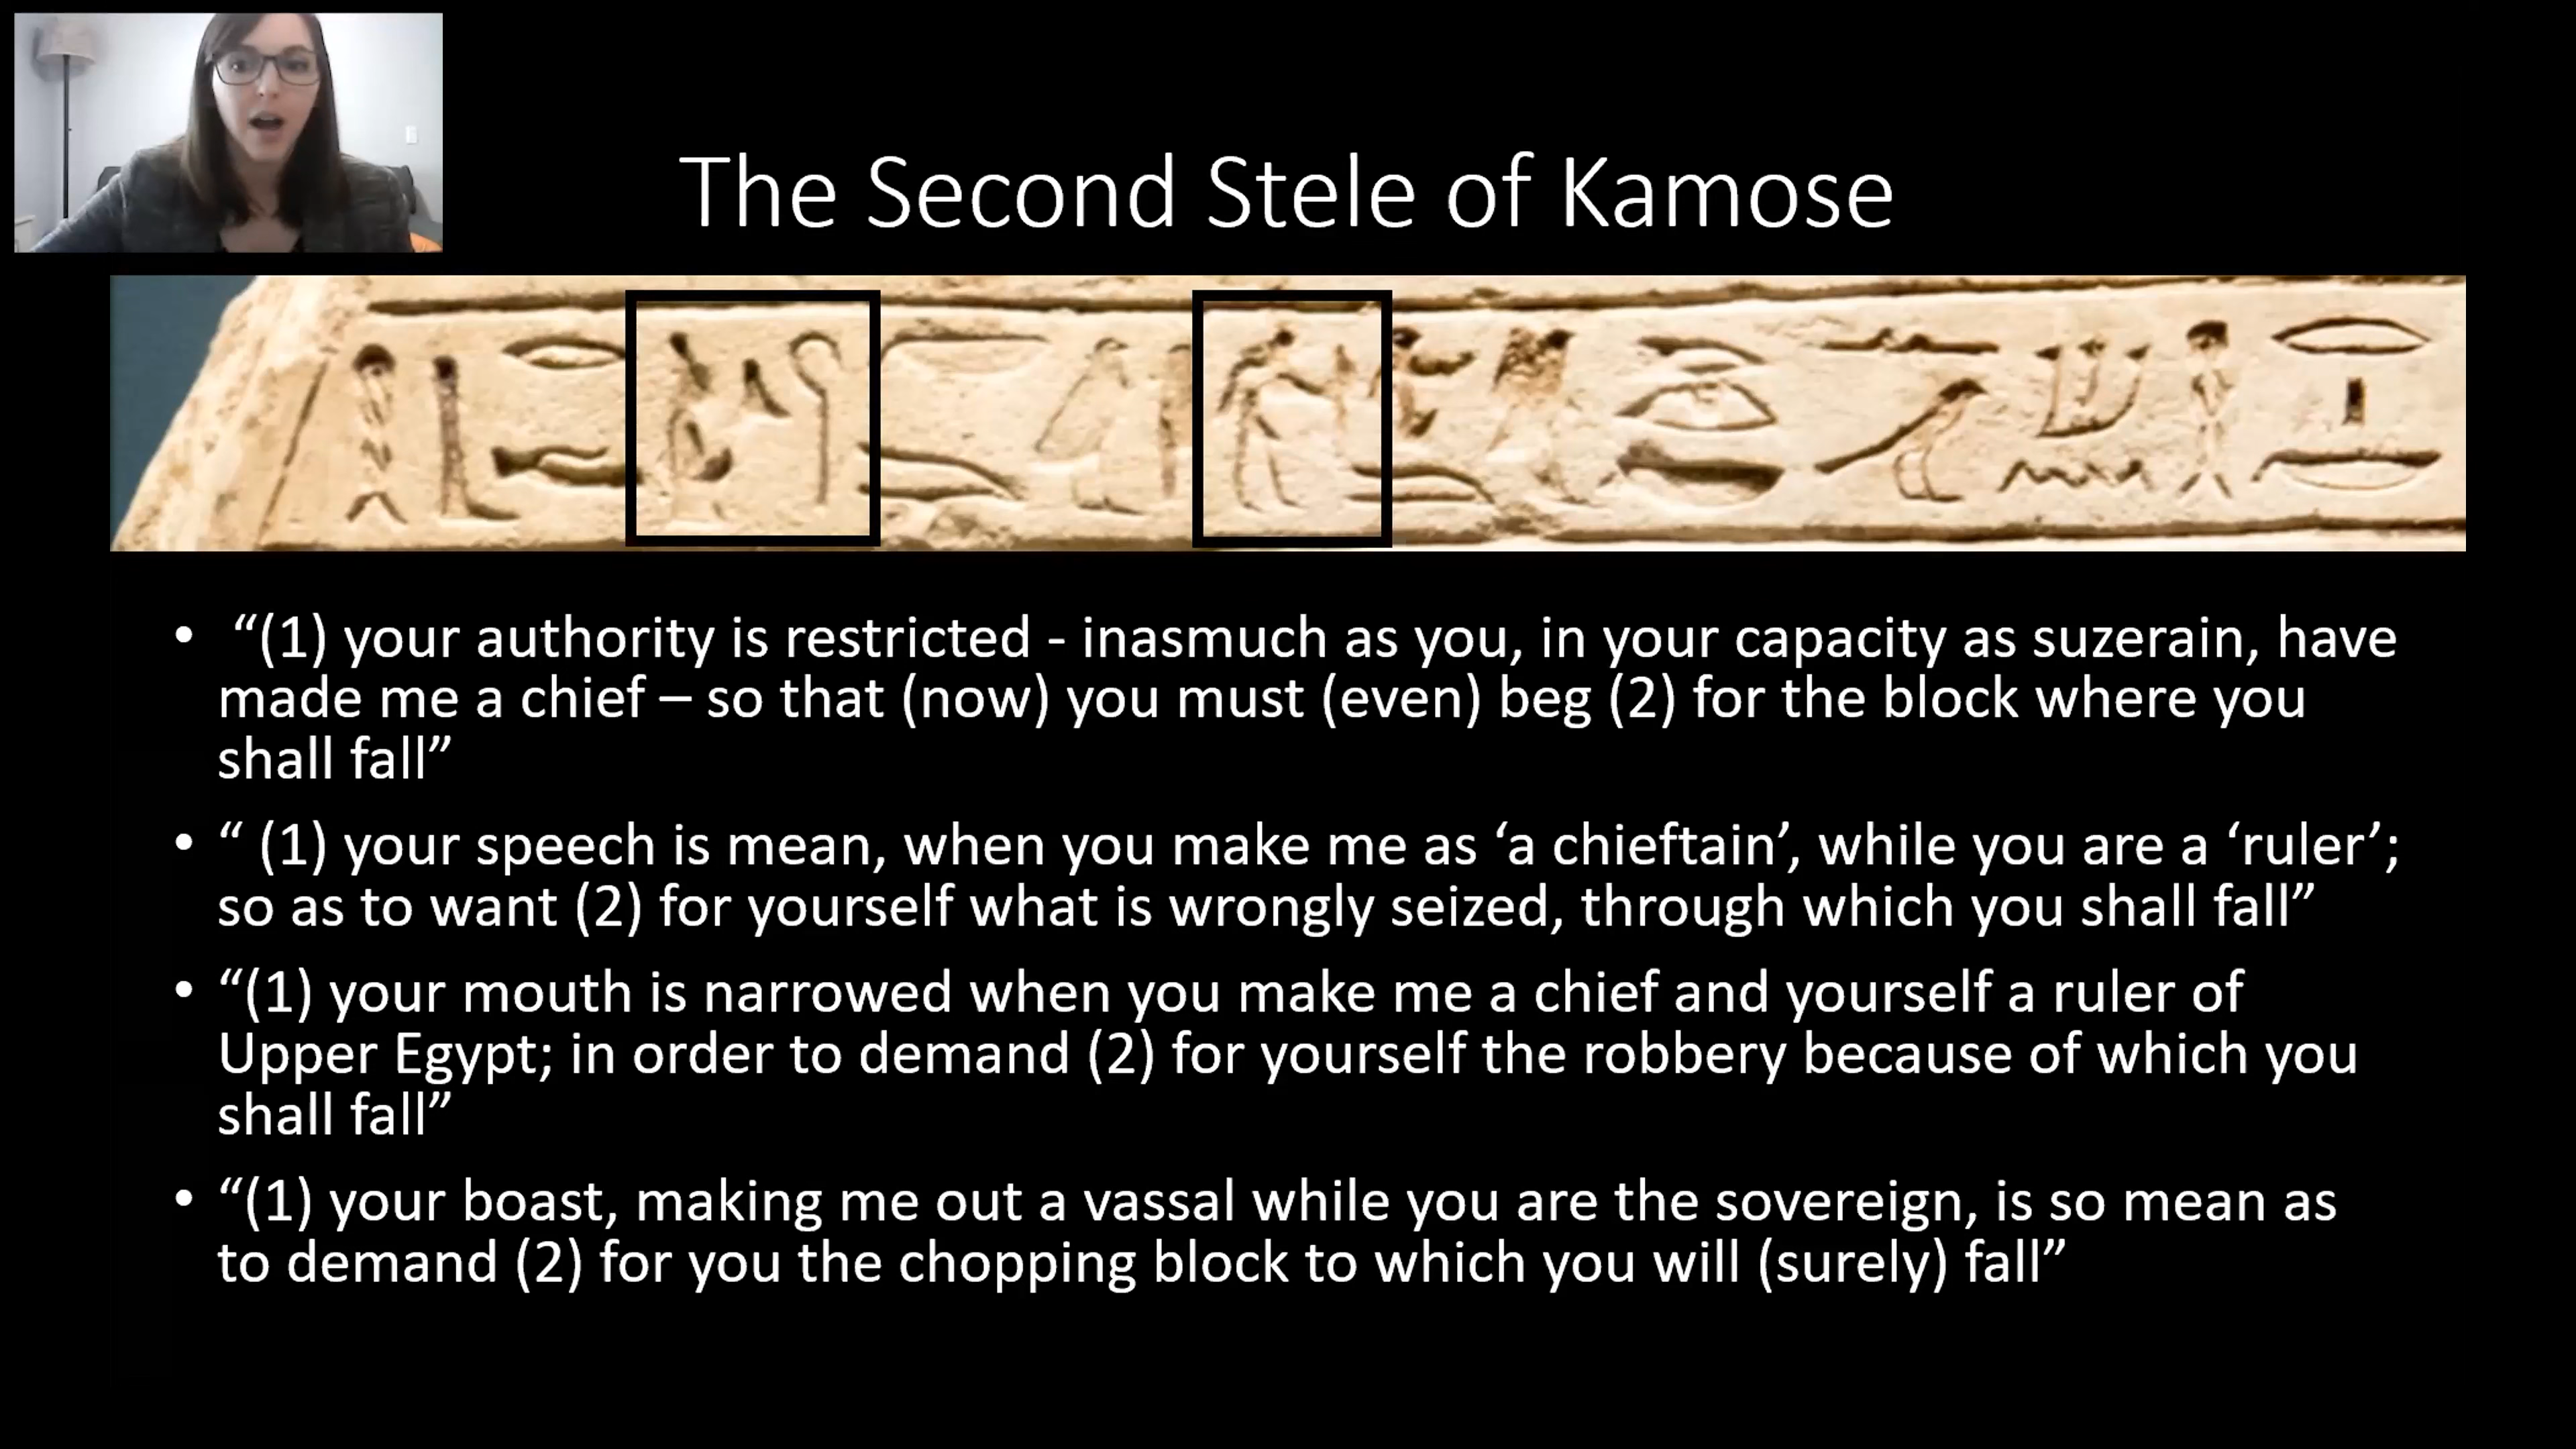 The Second Stele of Kamose
• “(1) your authority is restricted - inasmuch as you, in your capacity as suzerain, have
made me a chief – so that (now) you must (even) beg (2) for the block where you
shall fall”
• “ (1) your speech is mean, when you make me as ‘a chieftain’, while you are a ‘ruler’;
so as to want (2) for yourself what is wrongly seized, through which you shall fall”
• “(1) your mouth is narrowed when you make me a chief and yourself a ruler of
Upper Egypt; in order to demand (2) for yourself the robbery because of which you
shall fall”
• “(1) your boast, making me out a vassal while you are the sovereign, is so mean as
to demand (2) for you the chopping block to which you will (surely) fall”